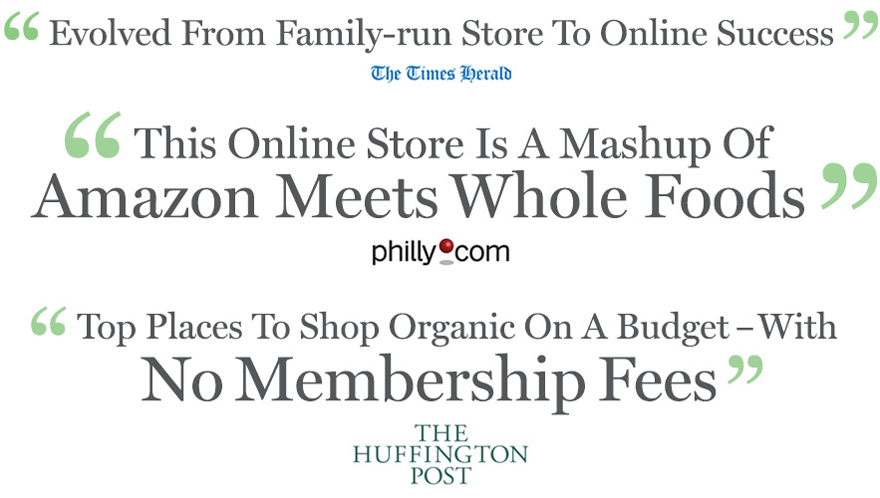 “ Evolved From Family-run Store To Online Success ”
The Times Herald
“ This Online Store Is A Mashup Of
Amazon Meets Whole Foods ”
philly.com
“ Top Places To Shop Organic On A Budget – With
No Membership Fees ”
THE
HUFFINGTON
POST